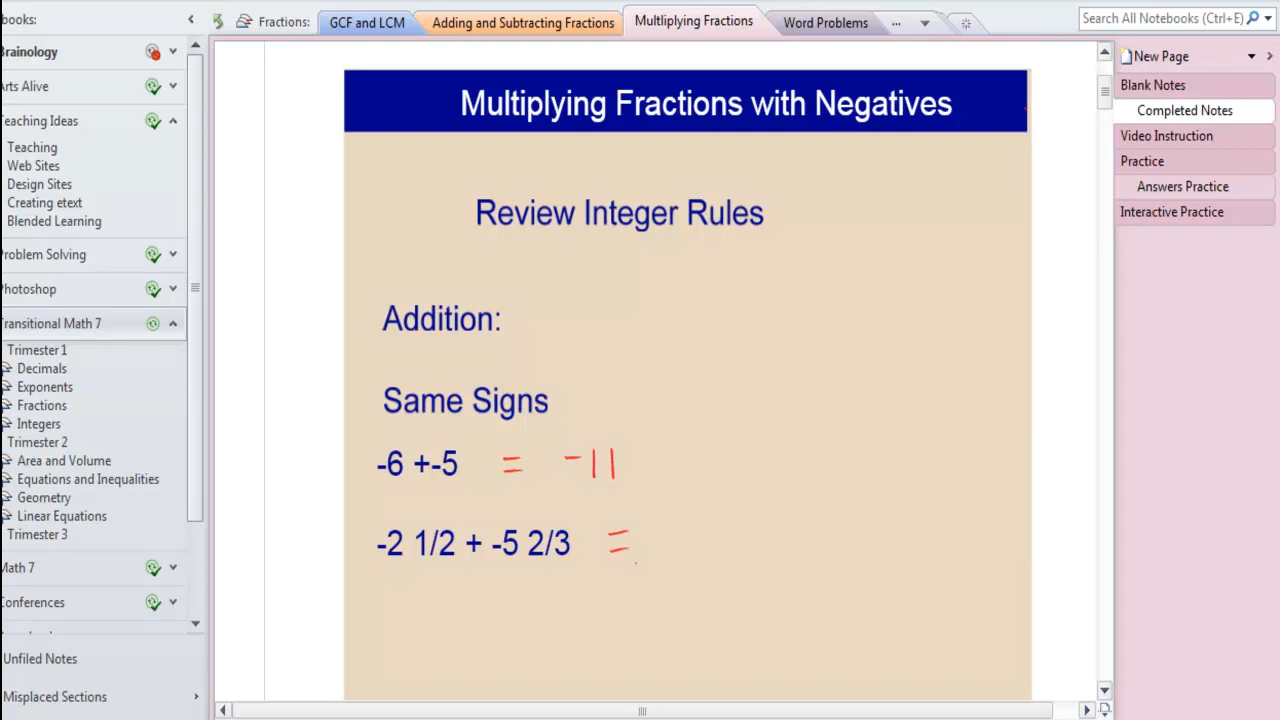 books:
Fractions:
GCF and LCM
Adding and Subtracting Fractions
Multiplying Fractions
Word Problems
...
Search All Notebooks (Ctrl+E)
Brainology
Arts Alive
Teaching Ideas
Teaching
Web Sites
Design Sites
Creating etext
Blended Learning
Problem Solving
Photoshop
Transitional Math 7
Trimester 1
Decimals
Exponents
Fractions
Integers
Trimester 2
Area and Volume
Equations and Inequalities
Geometry
Linear Equations
Trimester 3
Math 7
Conferences
Unfiled Notes
Misplaced Sections
Multiplying Fractions with Negatives
Review Integer Rules
Addition:
Same Signs
-6 +-5 = -11
-2 1/2 + -5 2/3 =
New Page
Blank Notes
Completed Notes
Video Instruction
Practice
Answers Practice
Interactive Practice